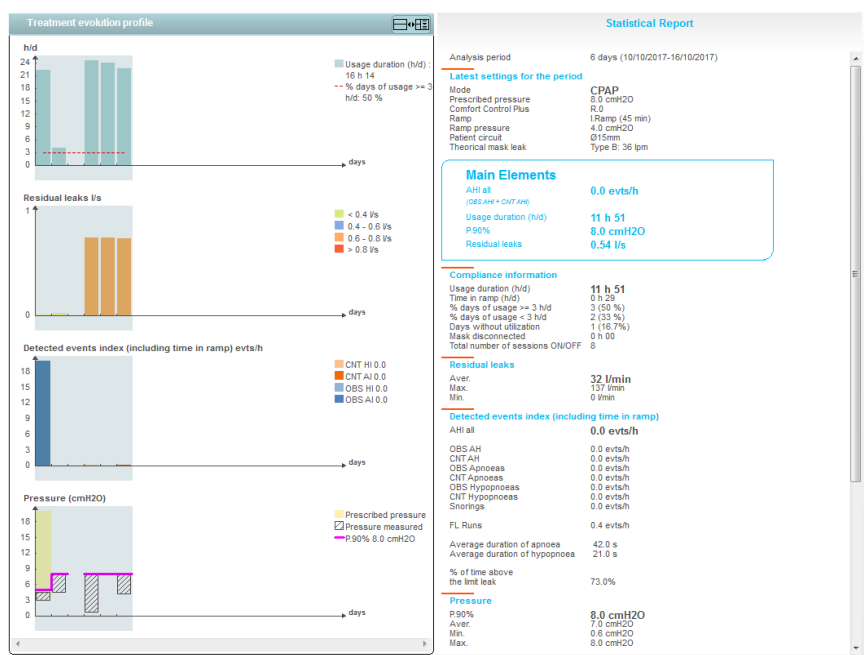 Treatment evolution profile
h/d
24
21
18
15
12
9
6
3
0
days
Usage duration (h/d) :
16 h 14
% days of usage >= 3
h/d: 50 %
Residual leaks l/s
1
0
days
< 0.4 l/s
0.4 - 0.6 l/s
0.6 - 0.8 l/s
> 0.8 l/s
Detected events index (including time in ramp) evts/h
18
15
12
9
6
3
0
days
CNT HI 0.0
CNT AI 0.0
OBS HI 0.0
OBS AI 0.0
Pressure (cmH2O)
18
15
12
9
6
3
0
days
Prescribed pressure
Pressure measured
P.90% 8.0 cmH2O
Statistical Report
Analysis period 6 days (10/10/2017-16/10/2017)
Latest settings for the period
Mode CPAP
Prescribed pressure 8.0 cmH2O
Comfort Control Plus R.0
Ramp I.Ramp (45 min)
Ramp pressure 4.0 cmH2O
Patient circuit Ø15mm
Theorical mask leak Type B: 36 lpm
Main Elements
AHI all 0.0 evts/h
(OBS AHI + CNT AHI)
Usage duration (h/d) 11 h 51
P.90% 8.0 cmH2O
Residual leaks 0.54 l/s
Compliance information
Usage duration (h/d) 11 h 51
Time in ramp (h/d) 0 h 29
% days of usage >= 3 h/d 3 (50 %)
% days of usage < 3 h/d 2 (33 %)
Days without utilization 1 (16.7%)
Mask disconnected 0 h 00
Total number of sessions ON/OFF 8
Residual leaks
Aver. 32 l/min
Max. 137 l/min
Min. 0 l/min
Detected events index (including time in ramp)
AHI all 0.0 evts/h
OBS AH 0.0 evts/h
CNT AH 0.0 evts/h
OBS Apnoeas 0.0 evts/h
CNT Apnoeas 0.0 evts/h
OBS Hypopnoeas 0.0 evts/h
CNT Hypopnoeas 0.0 evts/h
Snorings 0.0 evts/h
FL Runs 0.4 evts/h
Average duration of apnoea 42.0 s
Average duration of hypopnoea 21.0 s
% of time above
the limit leak 73.0%
Pressure
P.90% 8.0 cmH2O
Aver. 7.0 cmH2O
Min. 0.6 cmH2O
Max. 8.0 cmH2O